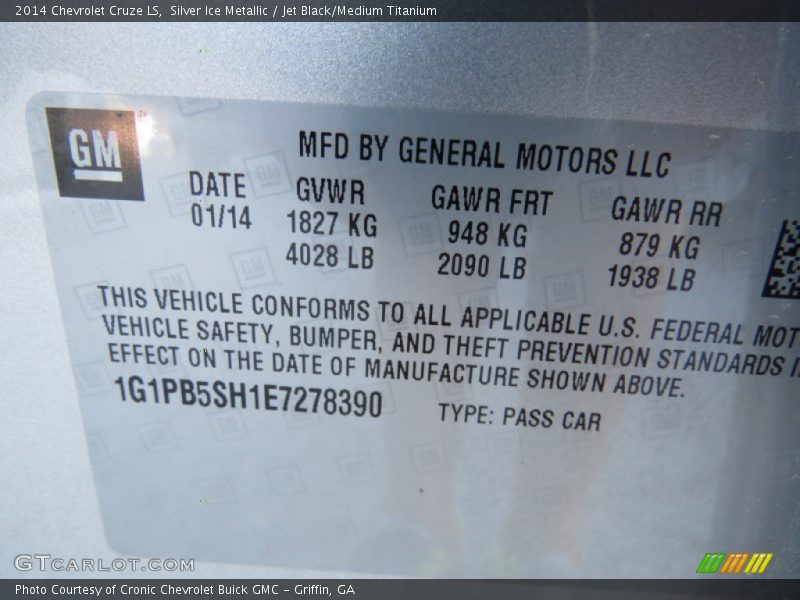 2014 Chevrolet Cruze LS,  Silver Ice Metallic / Jet Black/Medium Titanium
GM
MFD BY GENERAL MOTORS LLC
DATE GVWR GAWR FRT GAWR RR
01/14 1827 KG 948 KG 879 KG
4028 LB 2090 LB 1938 LB
THIS VEHICLE CONFORMS TO ALL APPLICABLE U.S. FEDERAL MOT
VEHICLE SAFETY, BUMPER, AND THEFT PREVENTION STANDARDS I
EFFECT ON THE DATE OF MANUFACTURE SHOWN ABOVE.
1G1PB5SH1E7278390 TYPE: PASS CAR
GTCARLOT.COM
Photo Courtesy of Cronic Chevrolet Buick GMC – Griffin, GA